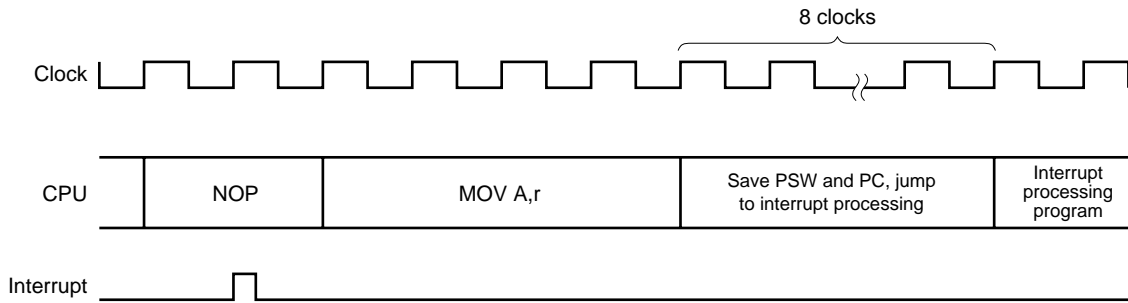 8 clocks
Clock
CPU
NOP
MOV A,r
Save PSW and PC, jump
to interrupt processing
Interrupt
processing
program
Interrupt